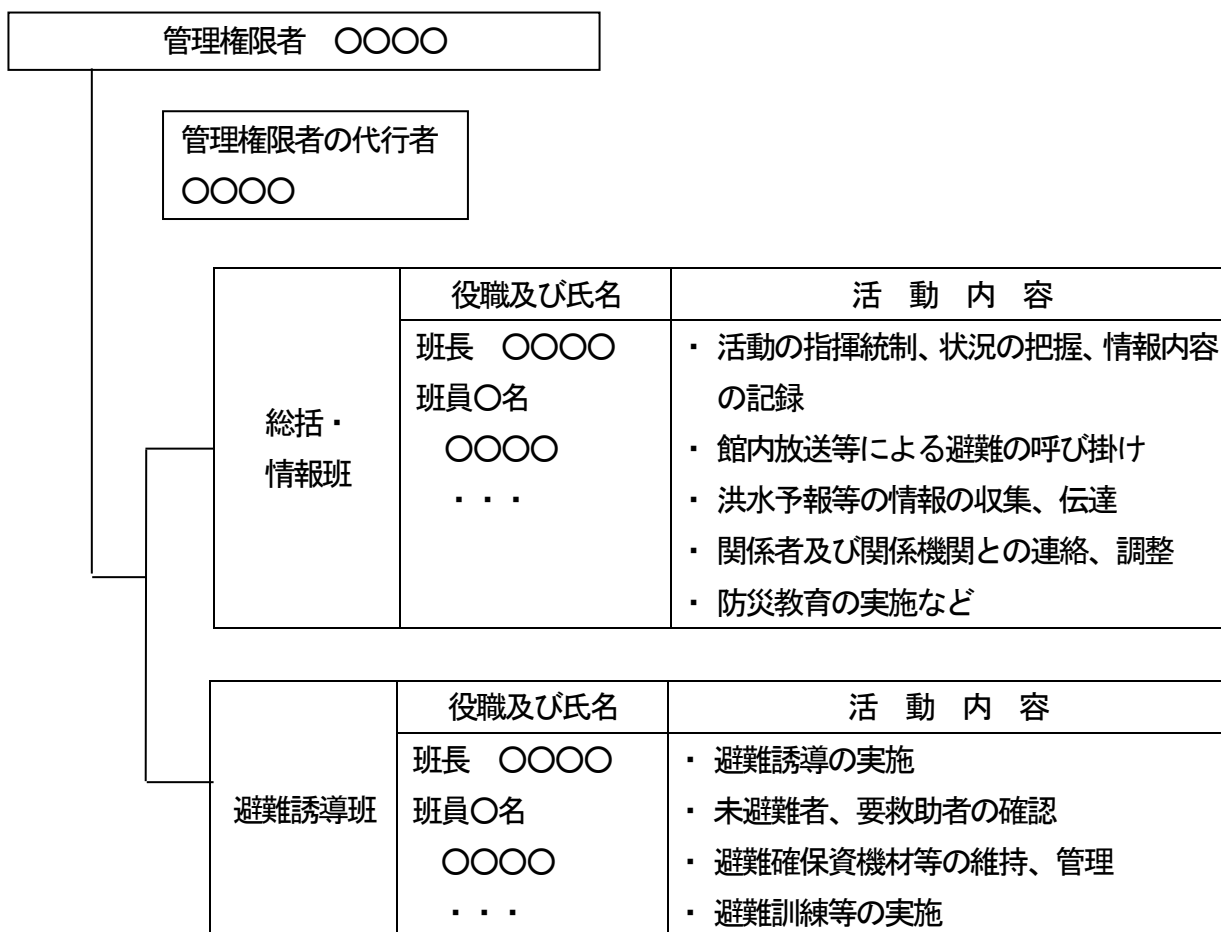 管理権限者　〇〇〇〇
管理権限者の代行者
〇〇〇〇
役職及び氏名
活　動　内　容
総括・
情報班
班長　〇〇〇〇
班員〇名
〇〇〇〇
・・・
・ 活動の指揮統制、状況の把握、情報内容
の記録
・ 館内放送等による避難の呼び掛け
・ 洪水予報等の情報の収集、伝達
・ 関係者及び関係機関との連絡、調整
・ 防災教育の実施など
役職及び氏名
活　動　内　容
避難誘導班
班長　〇〇〇〇
班員〇名
〇〇〇〇
・・・
・ 避難誘導の実施
・ 未避難者、要救助者の確認
・ 避難確保資機材等の維持、管理
・ 避難訓練等の実施